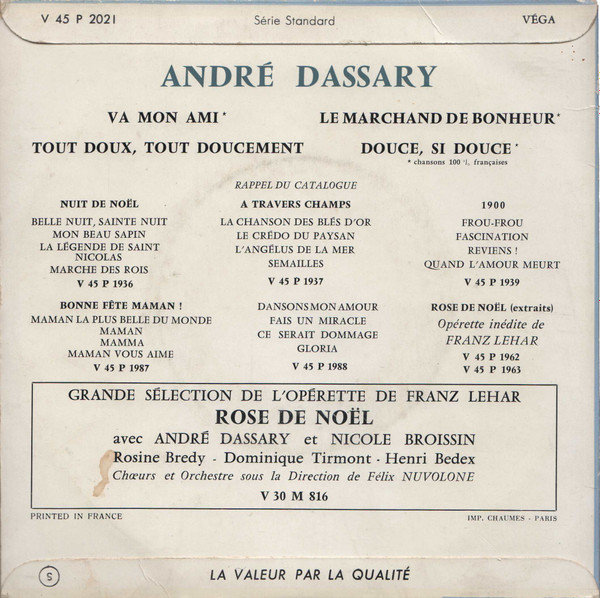 V 45 P 2021 Série Standard VÉGA
ANDRÉ DASSARY
VA MON AMI* LE MARCHAND DE BONHEUR*
TOUT DOUX, TOUT DOUCEMENT DOUCE, SI DOUCE*
* chansons 100 %, françaises
RAPPEL DU CATALOGUE
NUIT DE NOËL
BELLE NUIT, SAINTE NUIT
MON BEAU SAPIN
LA LÉGENDE DE SAINT
NICOLAS
MARCHE DES ROIS
V 45 P 1936
A TRAVERS CHAMPS
LA CHANSON DES BLÉS D'OR
LE CRÉDO DU PAYSAN
L'ANGÉLUS DE LA MER
SEMAILLES
V 45 P 1937
1900
FROU-FROU
FASCINATION
REVIENS !
QUAND L'AMOUR MEURT
V 45 P 1939
BONNE FÊTE MAMAN !
MAMAN LA PLUS BELLE DU MONDE
MAMAN
MAMMA
MAMAN VOUS AIME
V 45 P 1987
DANSONS MON AMOUR
FAIS UN MIRACLE
CE SERAIT DOMMAGE
GLORIA
V 45 P 1988
ROSE DE NOËL (extraits)
Opérette inédite de
FRANZ LEHAR
V 45 P 1962
V 45 P 1963
GRANDE SÉLECTION DE L'OPÉRETTE DE FRANZ LEHAR
ROSE DE NOËL
avec ANDRÉ DASSARY et NICOLE BROISSIN
Rosine Bredy - Dominique Tirmont - Henri Bedex
Chœurs et Orchestre sous la Direction de Félix NUVOLONE
V 30 M 816
PRINTED IN FRANCE IMP. CHAUMES - PARIS
S LA VALEUR PAR LA QUALITÉ